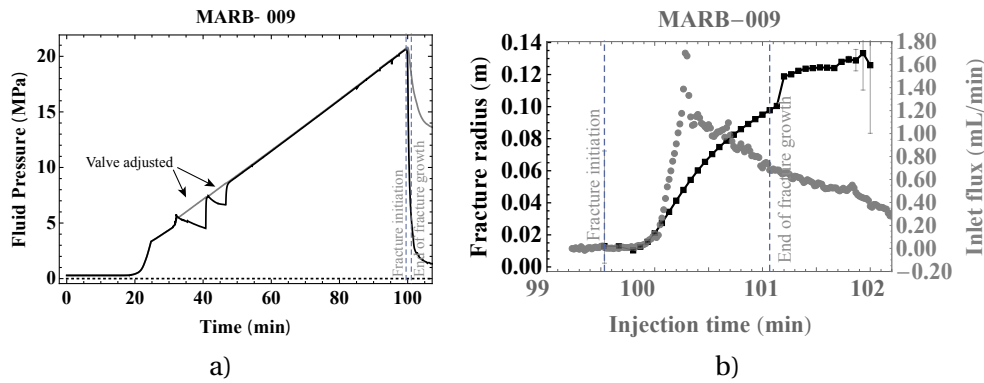 MARB- 009
Fluid Pressure (MPa)
20
15
10
5
0
Valve adjusted
Fracture initiation
End of fracture growth
0
20
40
60
80
100
Time (min)
a)
MARB−009
Fracture radius (m)
0.14
0.12
0.10
0.08
0.06
0.04
0.02
0.00
Fracture initiation
End of fracture growth
1.80
1.60
1.40
1.20
1.00
0.80
0.60
0.40
0.20
0.00
−0.20
Inlet flux (mL/min)
99
100
101
102
Injection time (min)
b)